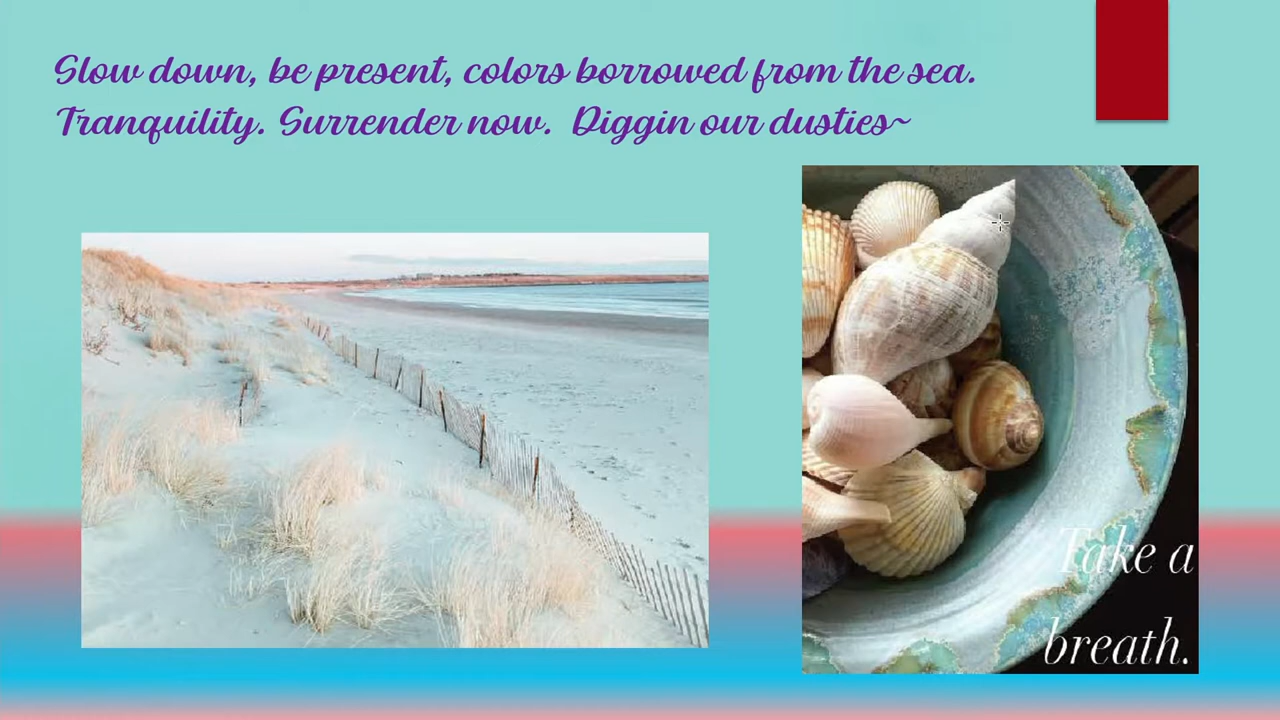 Slow down, be present, colors borrowed from the sea.
Tranquility. Surrender now. Diggin our dusties~
Take a
breath.